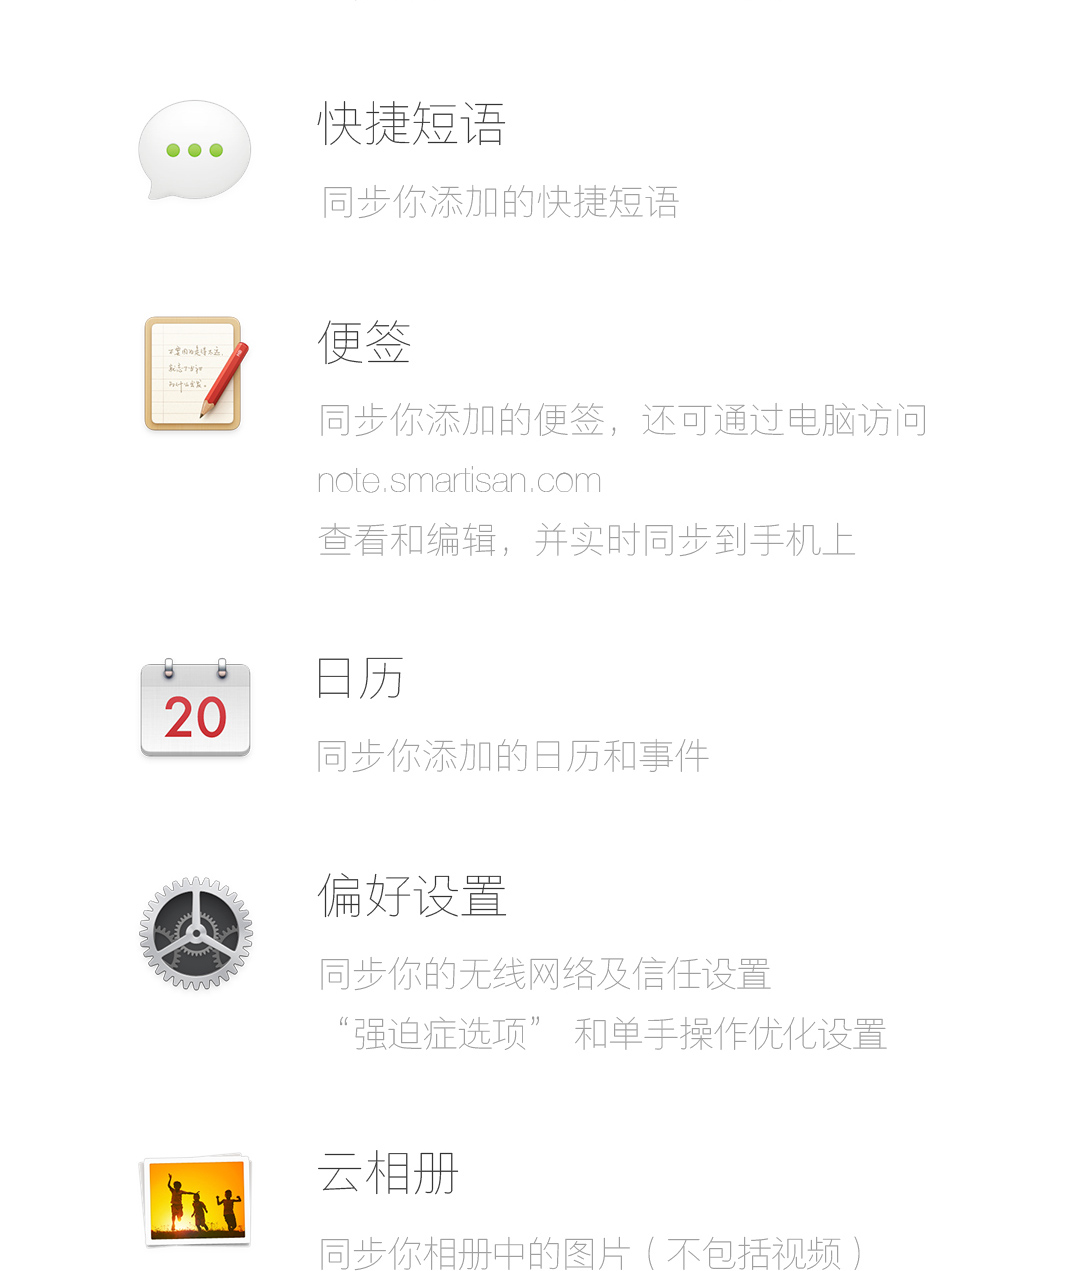 快捷短语
同步你添加的快捷短语
便签
同步你添加的便签，还可通过电脑访问
note.smartisan.com
查看和编辑，并实时同步到手机上
日历
20
同步你添加的日历和事件
偏好设置
同步你的无线网络及信任设置
“强迫症选项” 和单手操作优化设置
云相册
同步你相册中的图片（不包括视频）